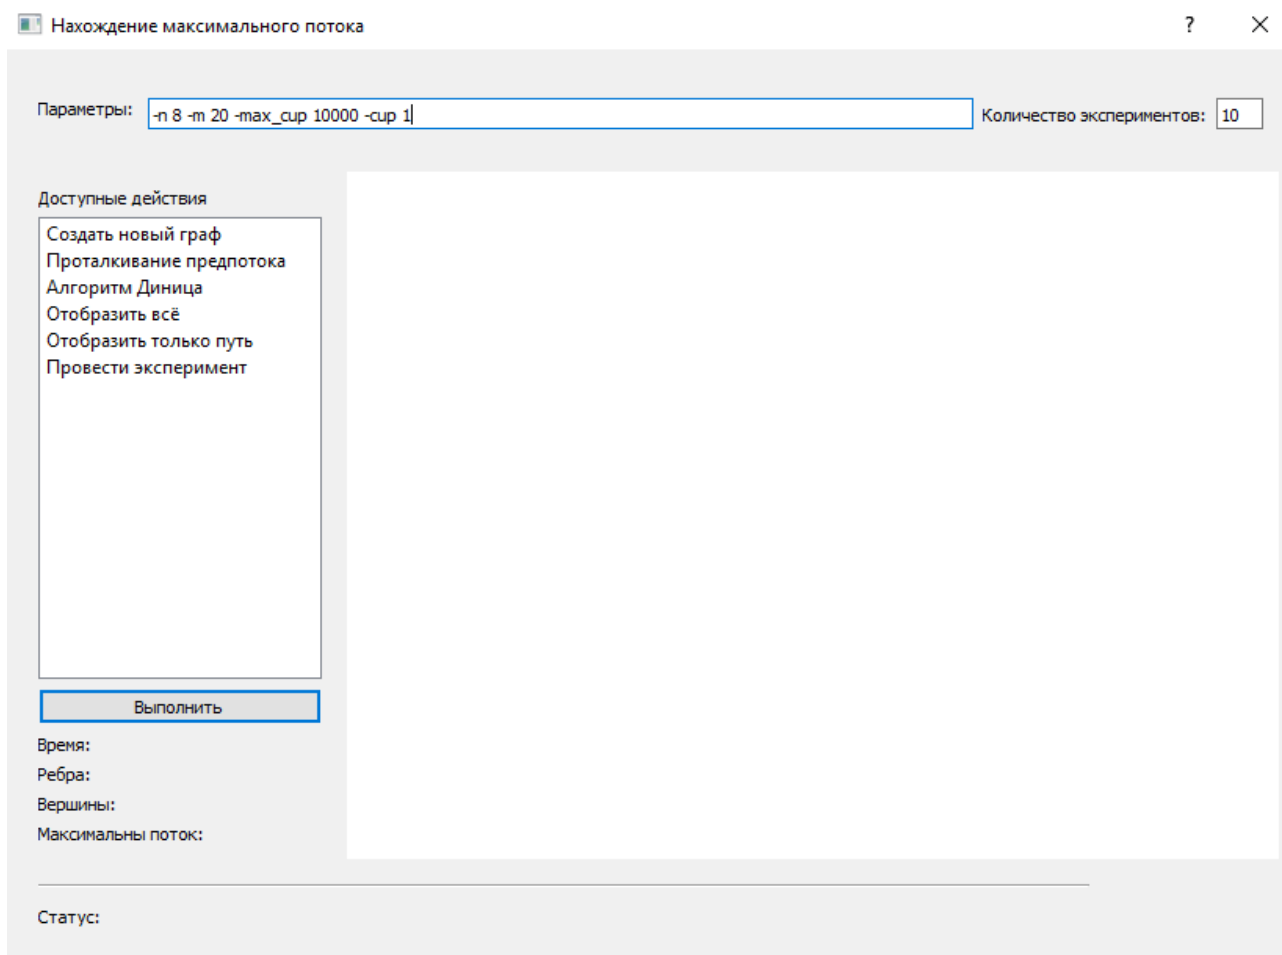 Нахождение максимального потока
Параметры: -n 8 -m 20 -max_cup 10000 -cup 1 Количество экспериментов: 10
Доступные действия
Создать новый граф
Проталкивание предпотока
Алгоритм Диница
Отобразить всё
Отобразить только путь
Провести эксперимент
Выполнить
Время:
Ребра:
Вершины:
Максимальны поток:
Статус: